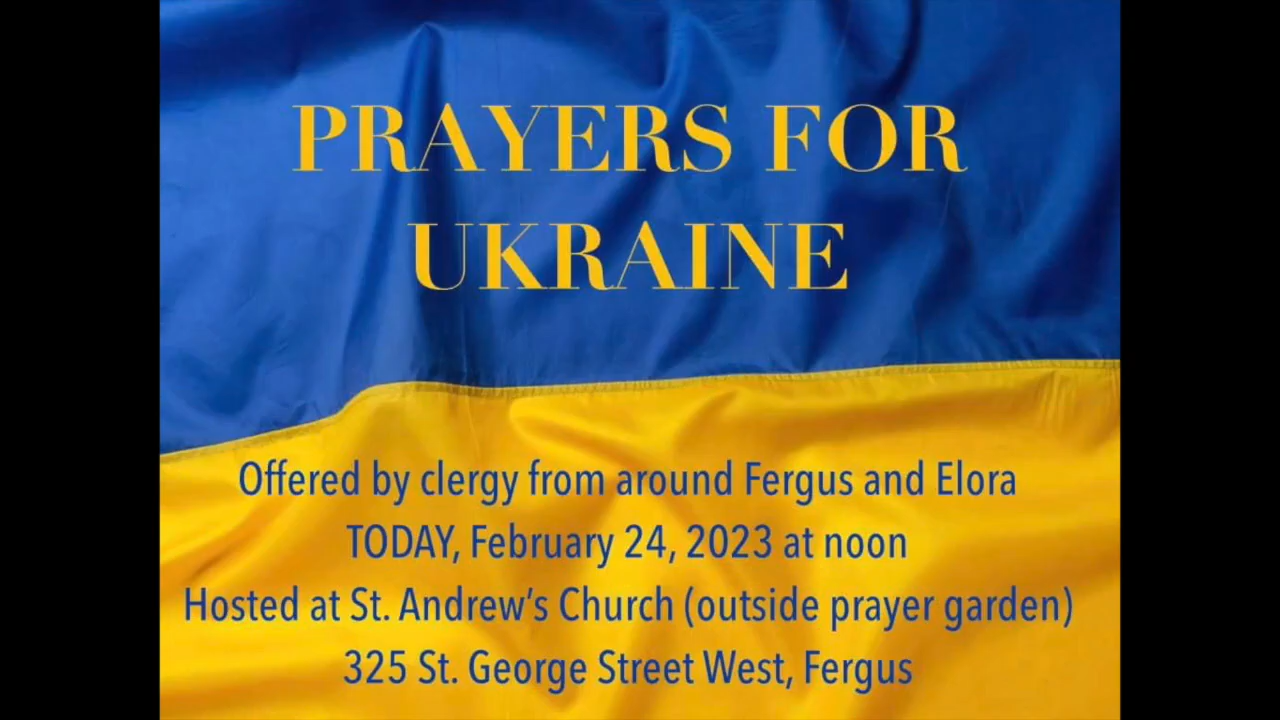 PRAYERS FOR
UKRAINE
Offered by clergy from around Fergus and Elora
TODAY, February 24, 2023 at noon
Hosted at St. Andrew’s Church (outside prayer garden)
325 St. George Street West, Fergus